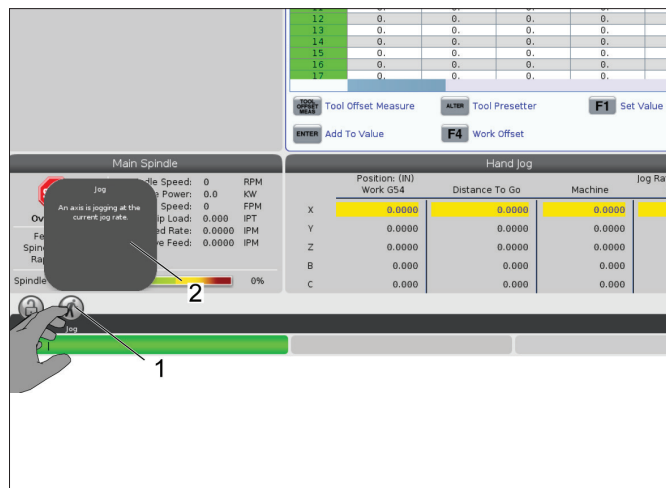 12 0. 0. 0. 0.
13 0. 0. 0. 0.
14 0. 0. 0. 0.
15 0. 0. 0. 0.
16 0. 0. 0. 0.
17 0. 0. 0. 0.
TOOL OFFSET MEAS Tool Offset Measure ALTER Tool Presetter F1 Set Value
ENTER Add To Value F4 Work Offset
Main Spindle
Speed: 0 RPM
Power: 0.0 KW
Speed: 0 FPM
Load: 0.000 IPT
Rate: 0.0000 IPM
Feed: 0.0000 IPM
Spindle 0%
Jog
An axis is jogging at the
current jog rate.
2
Jog
1
Hand Jog
Position: (IN) Jog
Work G54 Distance To Go Machine
X 0.0000 0.0000 0.0000
Y 0.0000 0.0000 0.0000
Z 0.0000 0.0000 0.0000
B 0.000 0.000 0.000
C 0.000 0.000 0.000